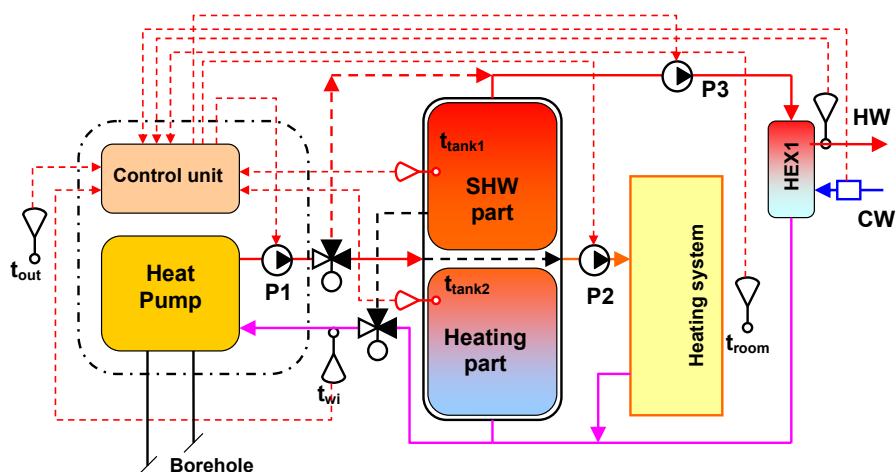 P3
HW
HEX1
CW
Control unit
t_tank1
SHW
part
t_out
Heat
Pump
P1
t_tank2
Heating
part
P2
Heating system
t_room
t_wi
Borehole